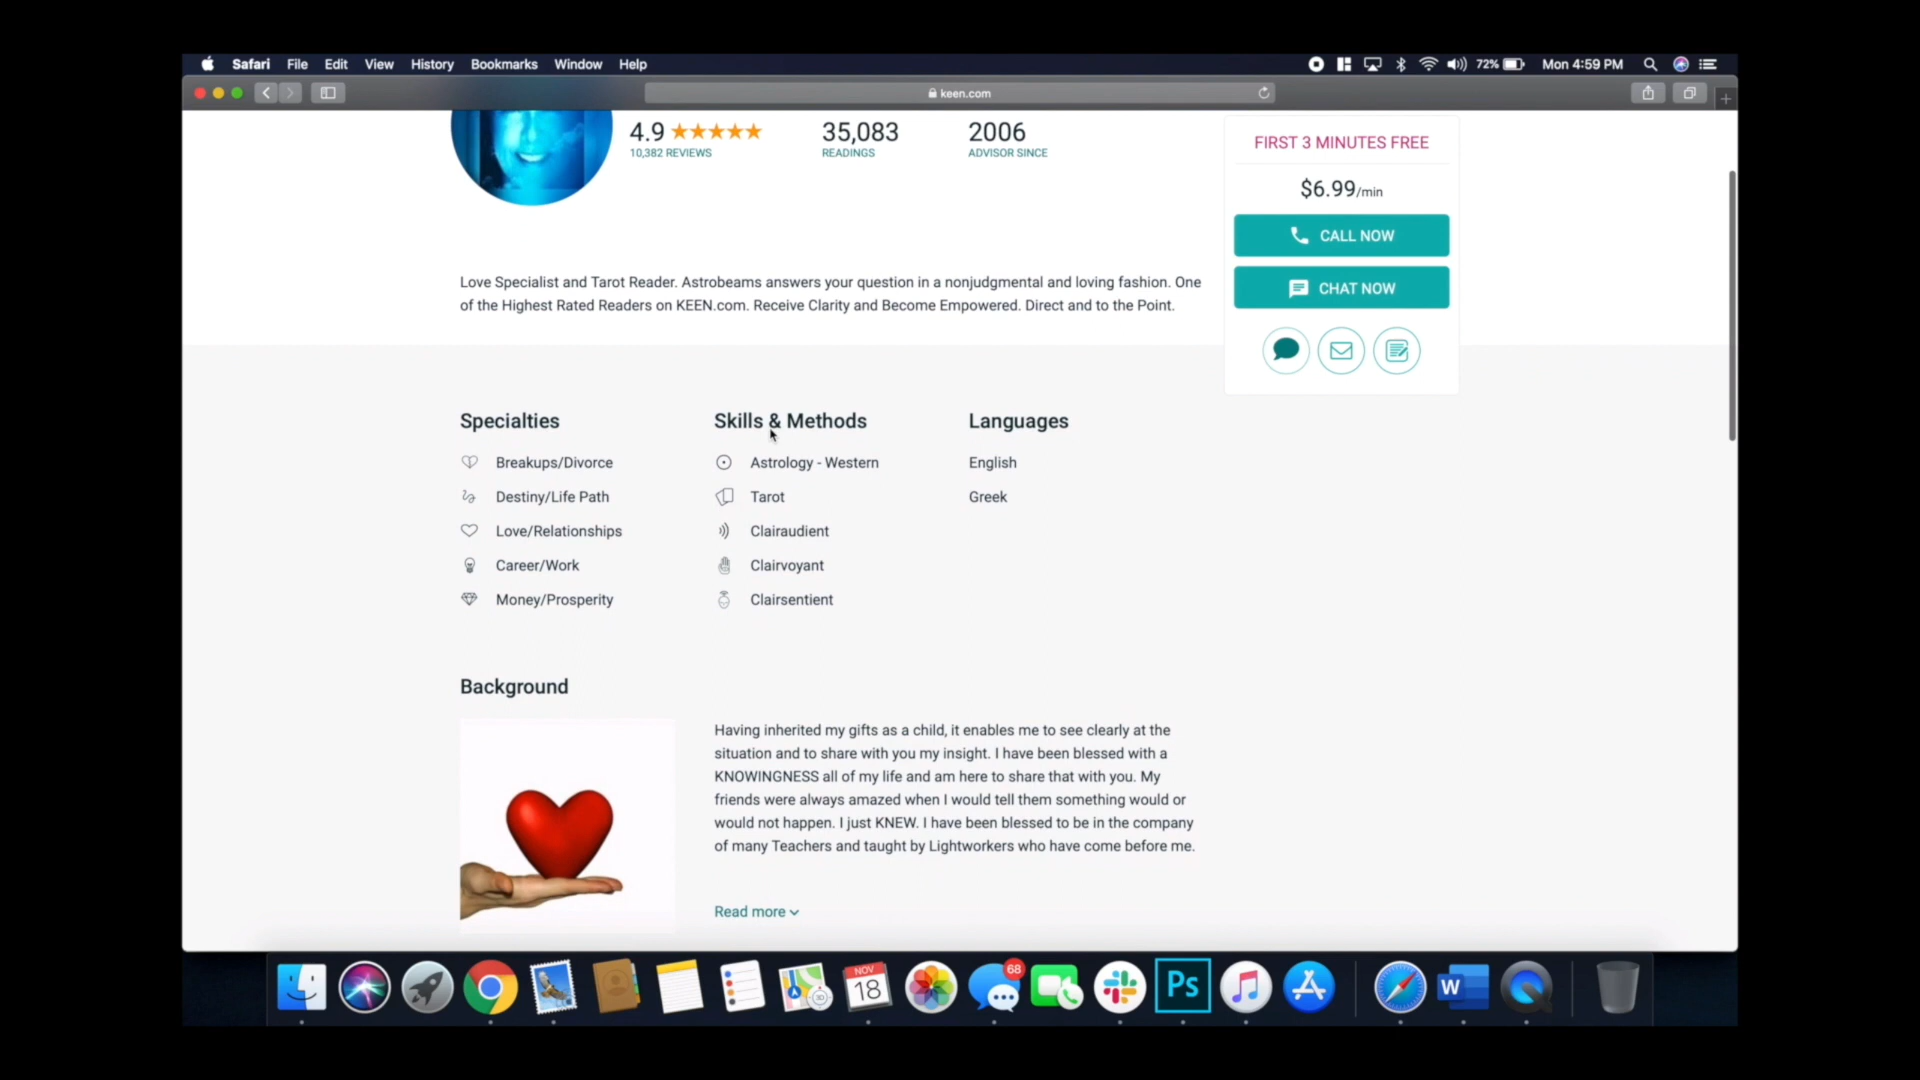 Safari File Edit View History Bookmarks Window Help 72% Mon 4:59 PM
keen.com
4.9 35,083 2006
10,382 REVIEWS READINGS ADVISOR SINCE
FIRST 3 MINUTES FREE
$6.99/min
CALL NOW
CHAT NOW
Love Specialist and Tarot Reader. Astrobeams answers your question in a nonjudgmental and loving fashion. One
of the Highest Rated Readers on KEEN.com. Receive Clarity and Become Empowered. Direct and to the Point.
Specialties
Breakups/Divorce
Destiny/Life Path
Love/Relationships
Career/Work
Money/Prosperity
Skills & Methods
Astrology - Western
Tarot
Clairaudient
Clairvoyant
Clairsentient
Languages
English
Greek
Background
Having inherited my gifts as a child, it enables me to see clearly at the
situation and to share with you my insight. I have been blessed with a
KNOWINGNESS all of my life and am here to share that with you. My
friends were always amazed when I would tell them something would or
would not happen. I just KNEW. I have been blessed to be in the company
of many Teachers and taught by Lightworkers who have come before me.
Read more
NOV
18
68
Ps
W